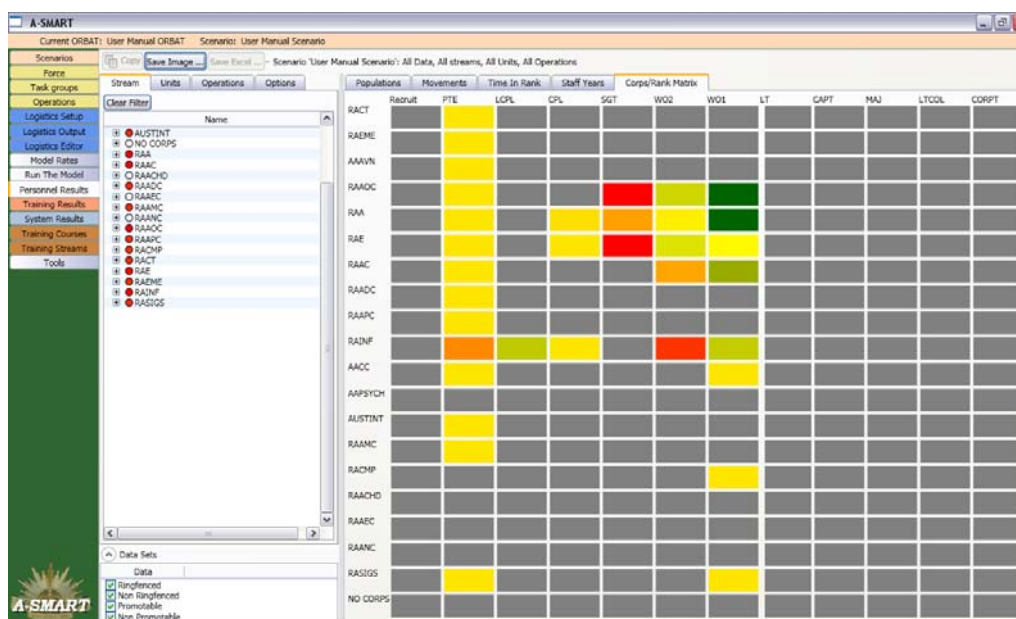 A-SMART
Current ORBAT: User Manual ORBAT Scenario: User Manual Scenario
Scenarios
Force
Task groups
Operations
Logistics Setup
Logistics Output
Logistics Editor
Model Rates
Run The Model
Personnel Results
Training Results
System Results
Training Courses
Training Streams
Tools
A-SMART
Copy Save Image ... Save Excel ... - Scenario 'User Manual Scenario': All Data, All streams, All Units, All Operations
Stream Units Operations Options
Clear Filter
Name
AUSTINT
NO CORPS
RAA
RAAC
RAACHD
RAADC
RAAEC
RAAMC
RAANC
RAAOC
RAAPC
RACMP
RACT
RAE
RAEME
RAINF
RASIGS
Data Sets
Data
Ringfenced
Non Ringfenced
Promotable
Non Promotable
Populations Movements Time In Rank Staff Years Corps/Rank Matrix
Recruit PTE LCPL CPL SGT WO2 WO1 LT CAPT MAJ LTCOL CORPT
RACT
RAEME
AAAVN
RAAOC
RAA
RAE
RAAC
RAADC
RAAPC
RAINF
AACC
AAPSYCH
AUSTINT
RAAMC
RACMP
RAACHD
RAAEC
RAANC
RASIGS
NO CORPS